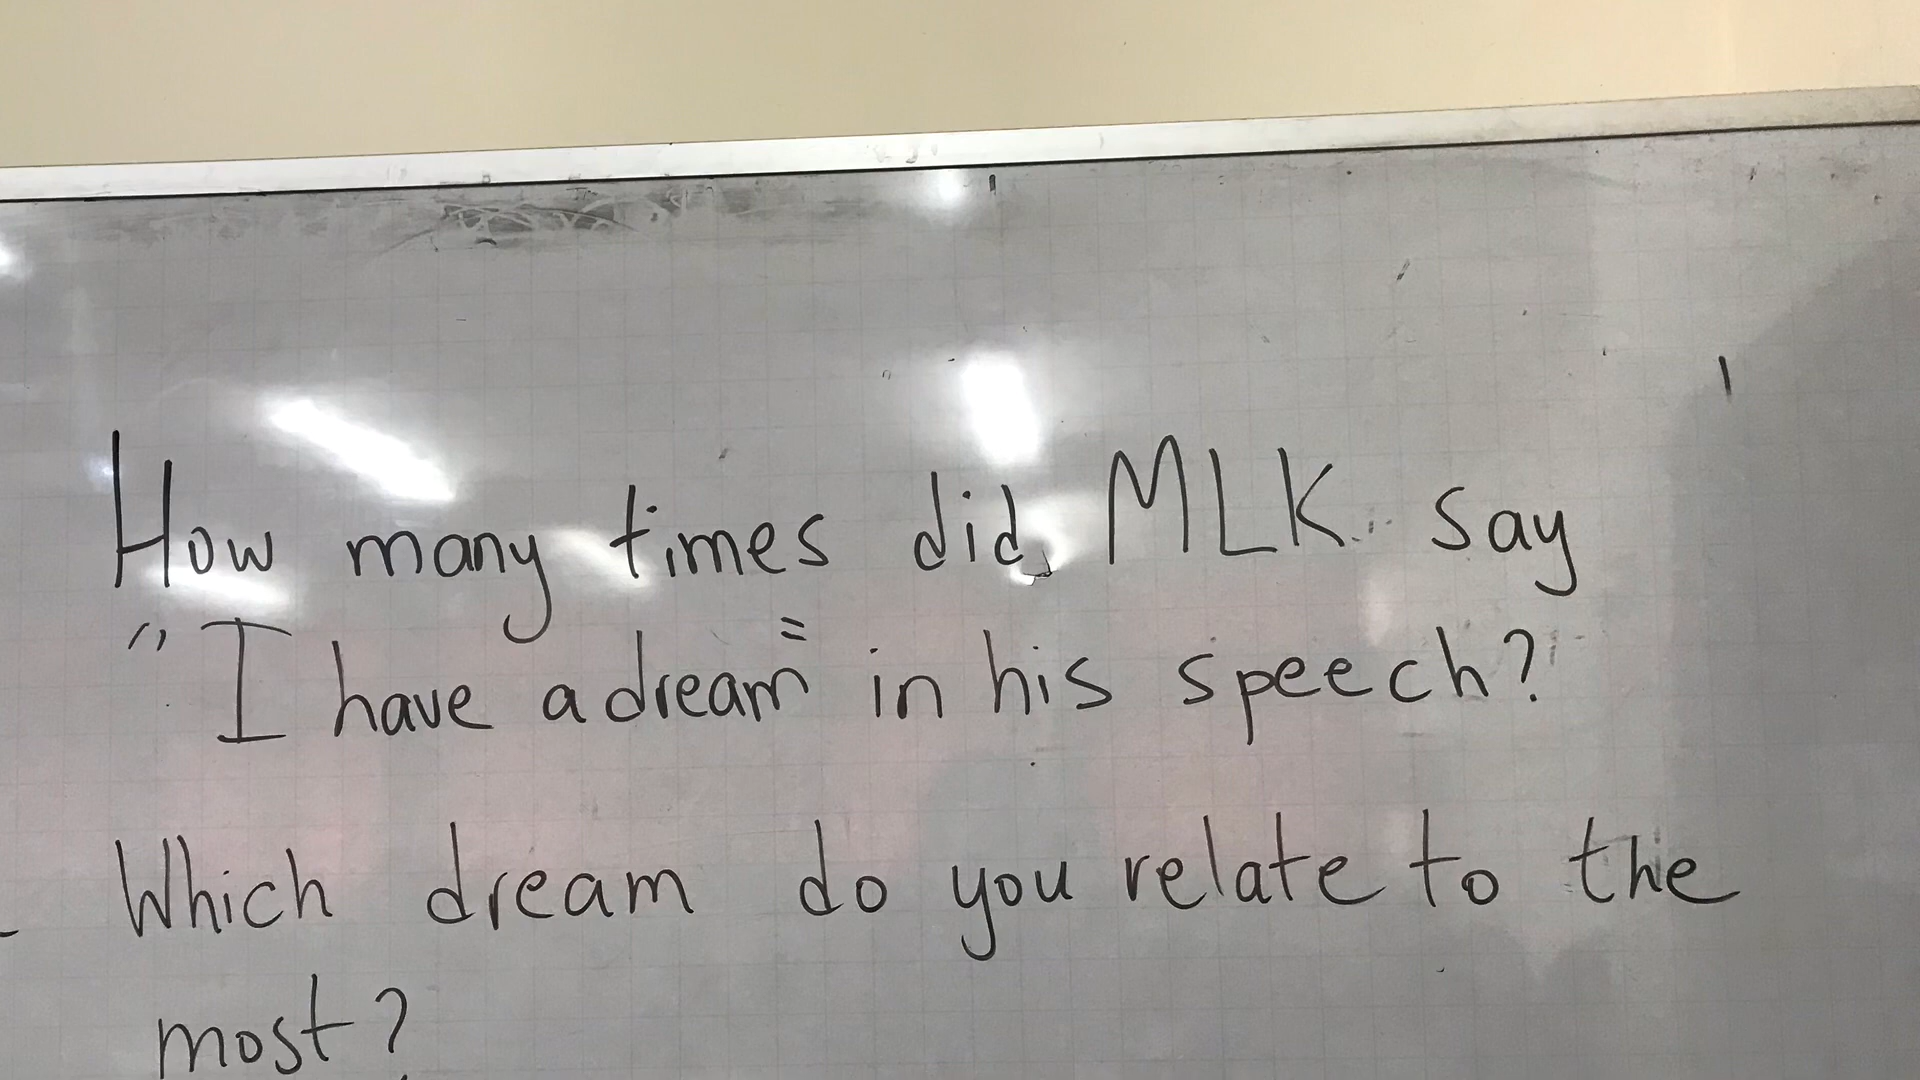 How many times did MLK say
"I have a dream" in his speech?
- Which dream do you relate to the
most?